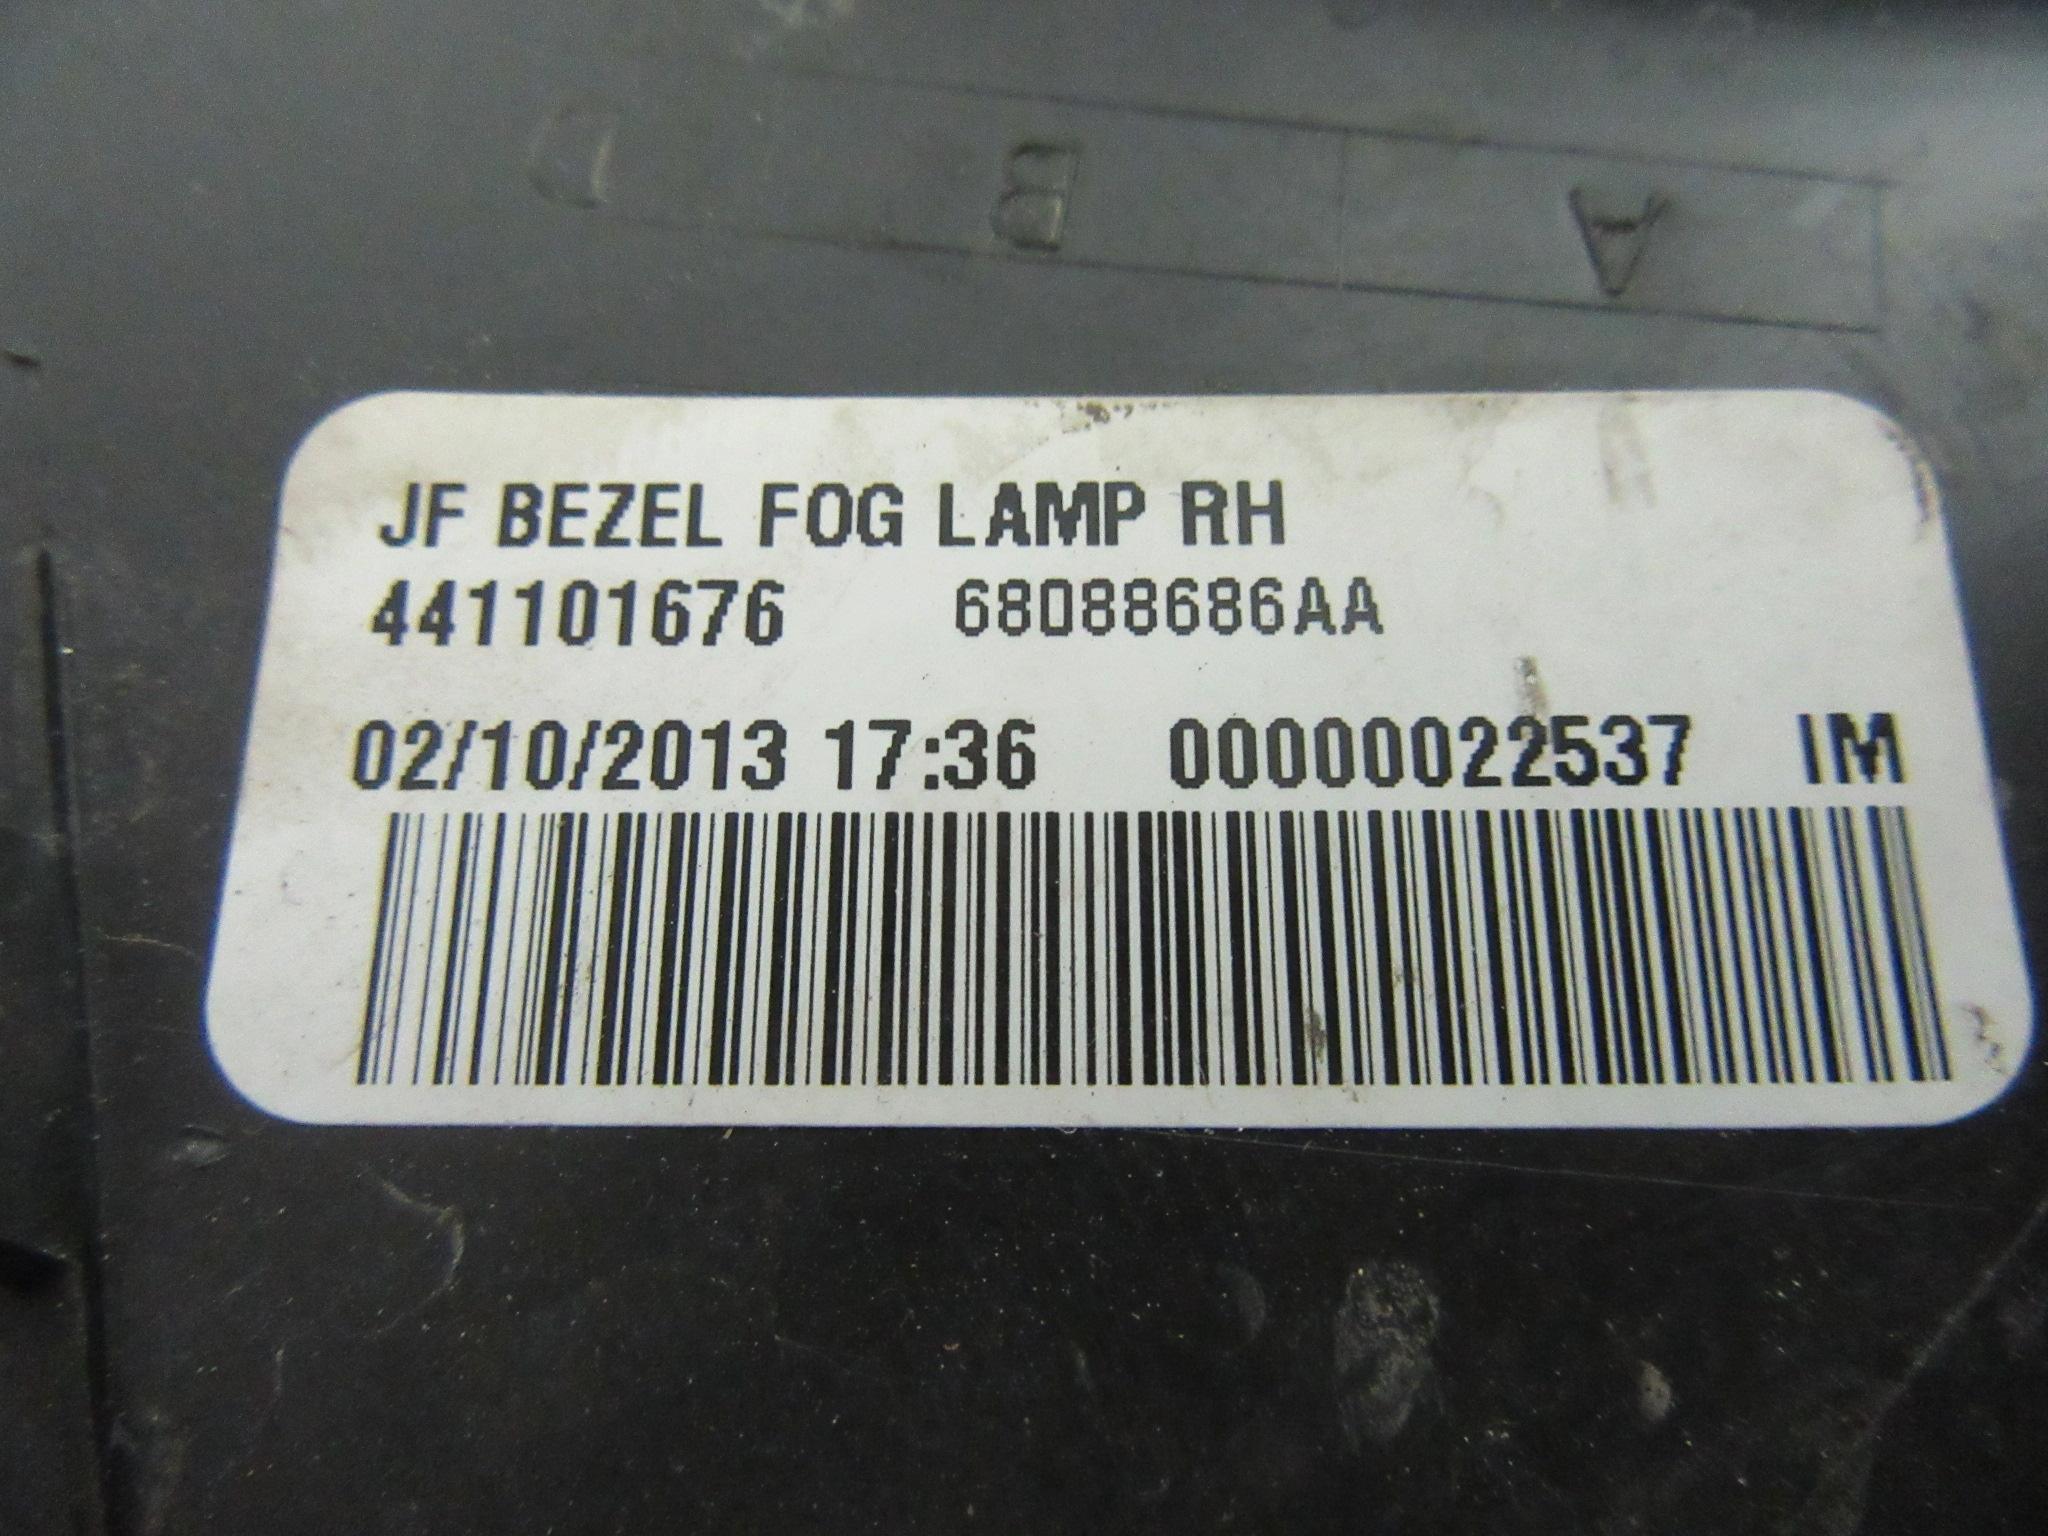 D B A
JF BEZEL FOG LAMP RH
441101676 68088686AA
02/10/2013 17:36 00000022537 IM